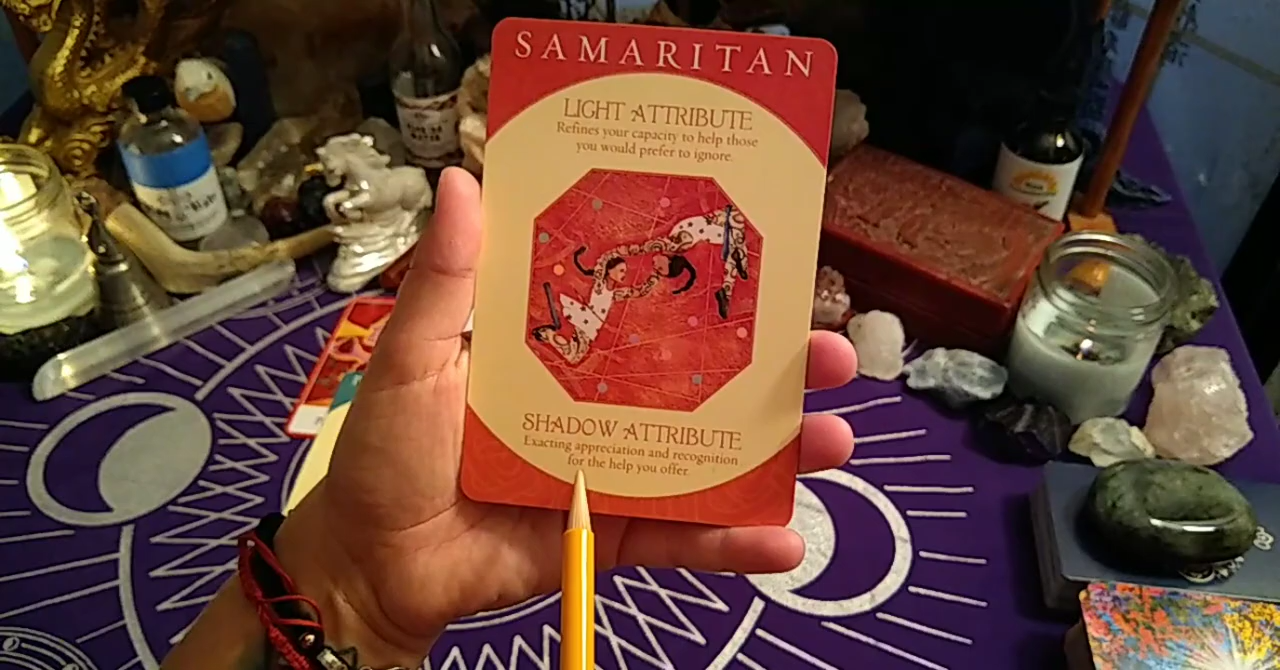 SAMARITAN
LIGHT ATTRIBUTE
Refines your capacity to help those
you would prefer to ignore.
SHADOW ATTRIBUTE
Exacting appreciation and recognition
for the help you offer.